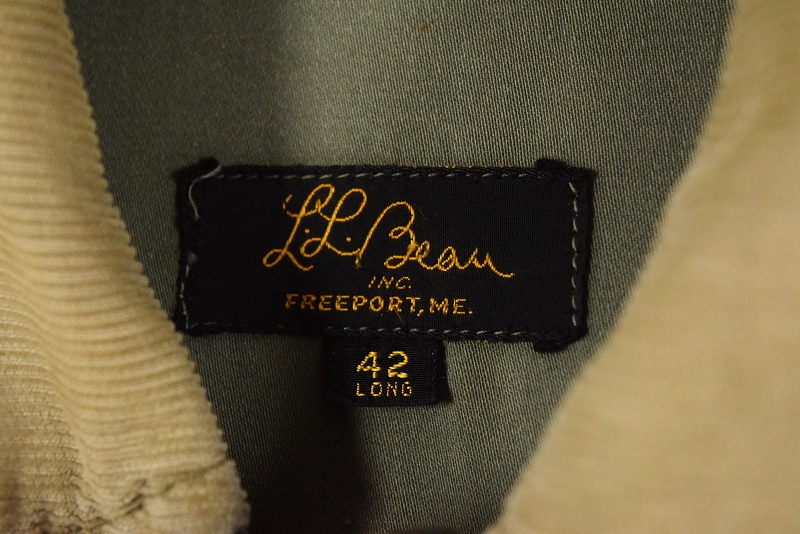 L.L.Bean
INC.
FREEPORT, ME.
42
LONG